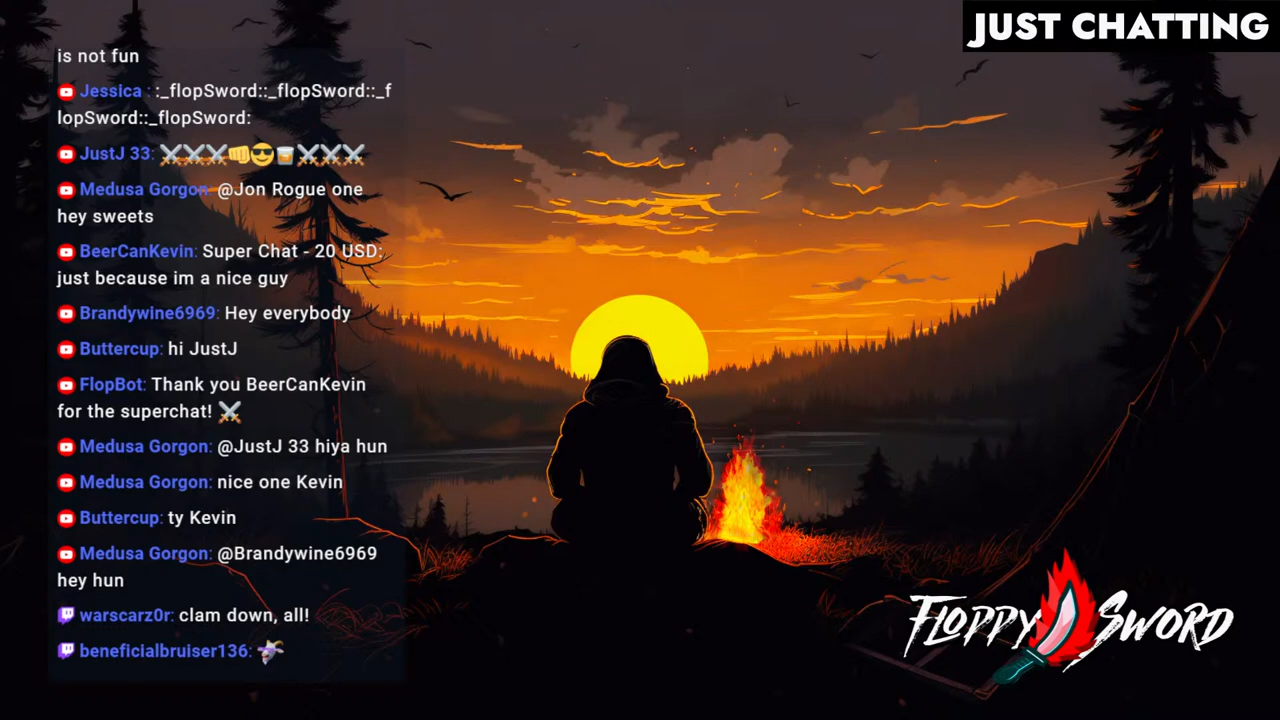 JUST CHATTING
is not fun
Jessica : :_flopSword::_flopSword::_f
lopSword::_flopSword:
JustJ 33: ⚔️⚔️⚔️👊😎🥃⚔️⚔️⚔️
Medusa Gorgon: @Jon Rogue one
hey sweets
BeerCanKevin: Super Chat - 20 USD:
just because im a nice guy
Brandywine6969: Hey everybody
Buttercup: hi JustJ
FlopBot: Thank you BeerCanKevin
for the superchat! ⚔️
Medusa Gorgon: @JustJ 33 hiya hun
Medusa Gorgon: nice one Kevin
Buttercup: ty Kevin
Medusa Gorgon: @Brandywine6969
hey hun
warscarz0r: clam down, all!
beneficialbruiser136:
FLOPPY SWORD